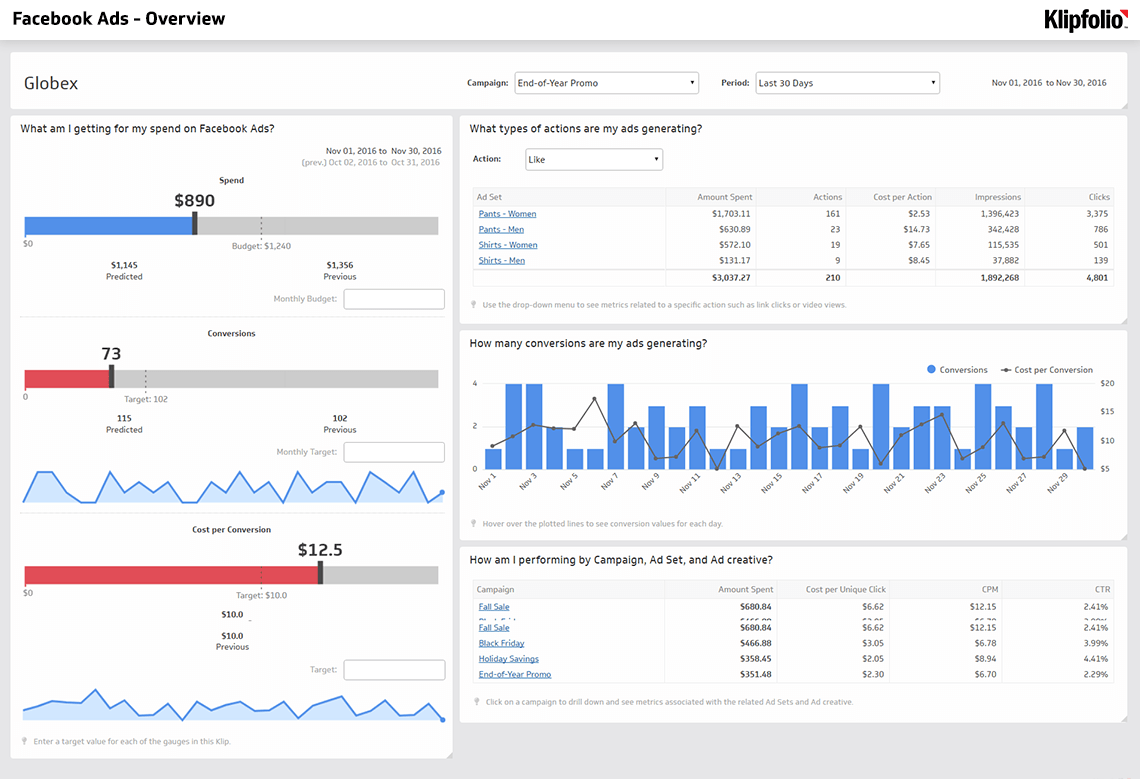 Facebook Ads - Overview
Klipfolio
Globex
Campaign: End-of-Year Promo Period: Last 30 Days Nov 01, 2016 to Nov 30, 2016
What am I getting for my spend on Facebook Ads?
Nov 01, 2016 to Nov 30, 2016
(prev.) Oct 02, 2016 to Oct 31, 2016
Spend
$890
$0
Budget: $1,240
$1,145 $1,356
Predicted Previous
Monthly Budget:
Conversions
73
0
Target: 102
115 102
Predicted Previous
Monthly Target:
Cost per Conversion
$12.5
$0
Target: $10.0
$10.0
$10.0
Previous
Target:
Enter a target value for each of the gauges in this Klip.
What types of actions are my ads generating?
Action: Like
Ad Set Amount Spent Actions Cost per Action Impressions Clicks
Pants - Women $1,703.11 161 $2.53 1,396,423 3,375
Pants - Men $630.89 23 $14.73 342,428 786
Shirts - Women $572.10 19 $7.65 115,535 501
Shirts - Men $131.17 9 $8.45 37,882 139
$3,037.27 210 1,892,268 4,801
Use the drop-down menu to see metrics related to a specific action such as link clicks or video views.
How many conversions are my ads generating?
Conversions Cost per Conversion
4 $20
$15
2 $10
0 $5
Nov 1 Nov 3 Nov 5 Nov 7 Nov 9 Nov 11 Nov 13 Nov 15 Nov 17 Nov 19 Nov 21 Nov 23 Nov 25 Nov 27 Nov 29
Hover over the plotted lines to see conversion values for each day.
How am I performing by Campaign, Ad Set, and Ad creative?
Campaign Amount Spent Cost per Unique Click CPM CTR
Fall Sale $680.84 $6.62 $12.15 2.41%
Fall Sale $680.84 $6.62 $12.15 2.41%
Black Friday $466.88 $3.05 $6.78 3.99%
Holiday Savings $358.45 $2.05 $8.94 4.41%
End-of-Year Promo $351.48 $2.30 $6.70 2.29%
Click on a campaign to drill down and see metrics associated with the related Ad Sets and Ad creative.